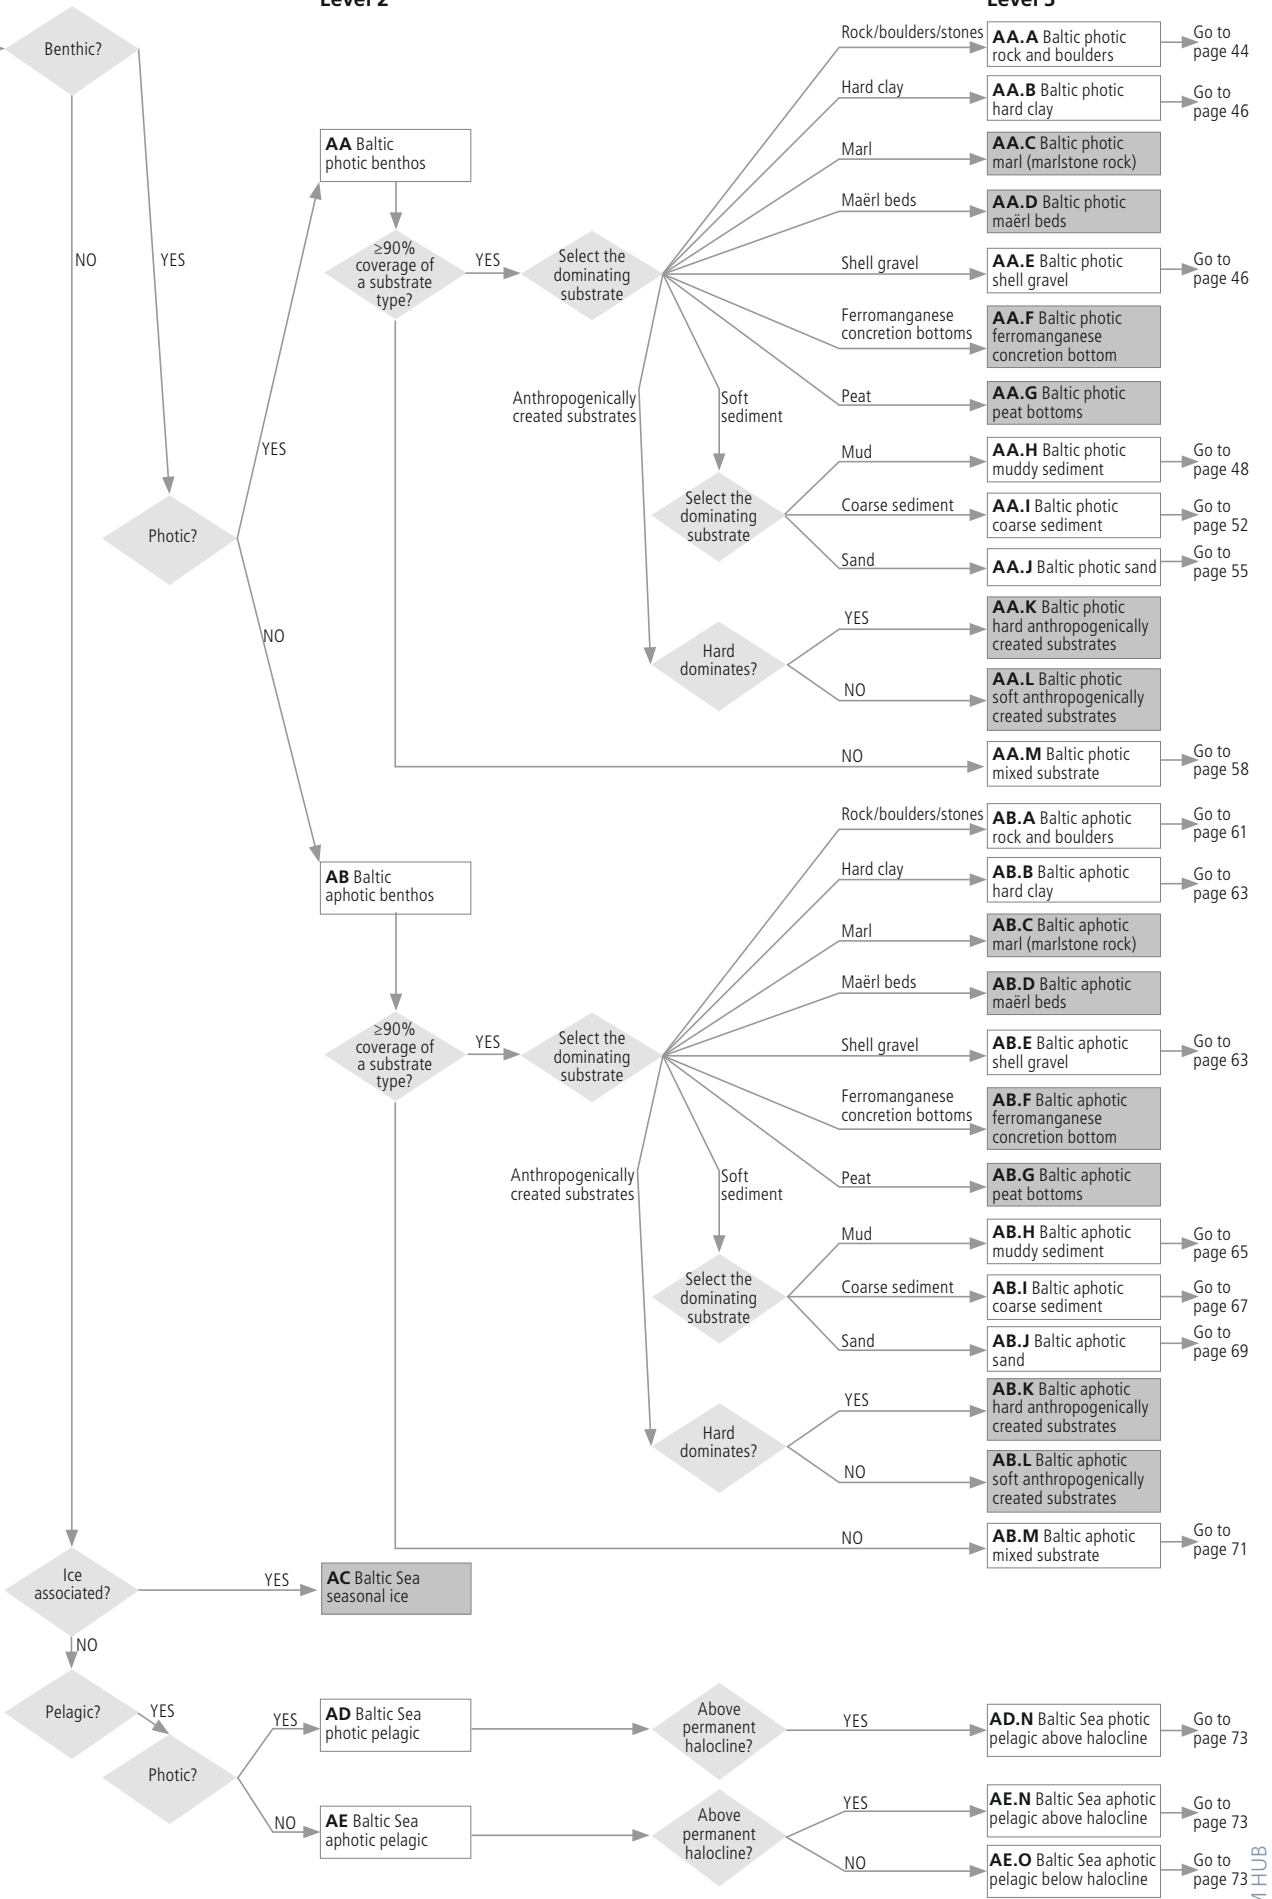 Level 2
Level 3
Benthic?
NO
YES
Photic?
YES
NO
AA Baltic
photic benthos
≥90%
coverage of
a substrate
type?
YES
Select the
dominating
substrate
Rock/boulders/stones
AA.A Baltic photic
rock and boulders
Go to
page 44
Hard clay
AA.B Baltic photic
hard clay
Go to
page 46
Marl
AA.C Baltic photic
marl (marlstone rock)
Maërl beds
AA.D Baltic photic
maërl beds
Shell gravel
AA.E Baltic photic
shell gravel
Go to
page 46
Ferromanganese
concretion bottoms
AA.F Baltic photic
ferromanganese
concretion bottom
Peat
AA.G Baltic photic
peat bottoms
Anthropogenically
created substrates
Soft
sediment
Select the
dominating
substrate
Mud
AA.H Baltic photic
muddy sediment
Go to
page 48
Coarse sediment
AA.I Baltic photic
coarse sediment
Go to
page 52
Sand
AA.J Baltic photic sand
Go to
page 55
Hard
dominates?
YES
AA.K Baltic photic
hard anthropogenically
created substrates
NO
AA.L Baltic photic
soft anthropogenically
created substrates
NO
AA.M Baltic photic
mixed substrate
Go to
page 58
AB Baltic
aphotic benthos
≥90%
coverage of
a substrate
type?
YES
Select the
dominating
substrate
Rock/boulders/stones
AB.A Baltic aphotic
rock and boulders
Go to
page 61
Hard clay
AB.B Baltic aphotic
hard clay
Go to
page 63
Marl
AB.C Baltic aphotic
marl (marlstone rock)
Maërl beds
AB.D Baltic aphotic
maërl beds
Shell gravel
AB.E Baltic aphotic
shell gravel
Go to
page 63
Ferromanganese
concretion bottoms
AB.F Baltic aphotic
ferromanganese
concretion bottom
Peat
AB.G Baltic aphotic
peat bottoms
Anthropogenically
created substrates
Soft
sediment
Select the
dominating
substrate
Mud
AB.H Baltic aphotic
muddy sediment
Go to
page 65
Coarse sediment
AB.I Baltic aphotic
coarse sediment
Go to
page 67
Sand
AB.J Baltic aphotic
sand
Go to
page 69
Hard
dominates?
YES
AB.K Baltic aphotic
hard anthropogenically
created substrates
NO
AB.L Baltic aphotic
soft anthropogenically
created substrates
NO
AB.M Baltic aphotic
mixed substrate
Go to
page 71
Ice
associated?
YES
AC Baltic Sea
seasonal ice
NO
Pelagic?
YES
Photic?
YES
AD Baltic Sea
photic pelagic
Above
permanent
halocline?
YES
AD.N Baltic Sea photic
pelagic above halocline
Go to
page 73
NO
AE Baltic Sea
aphotic pelagic
Above
permanent
halocline?
YES
AE.N Baltic Sea aphotic
pelagic above halocline
Go to
page 73
NO
AE.O Baltic Sea aphotic
pelagic below halocline
Go to
page 73
HUB